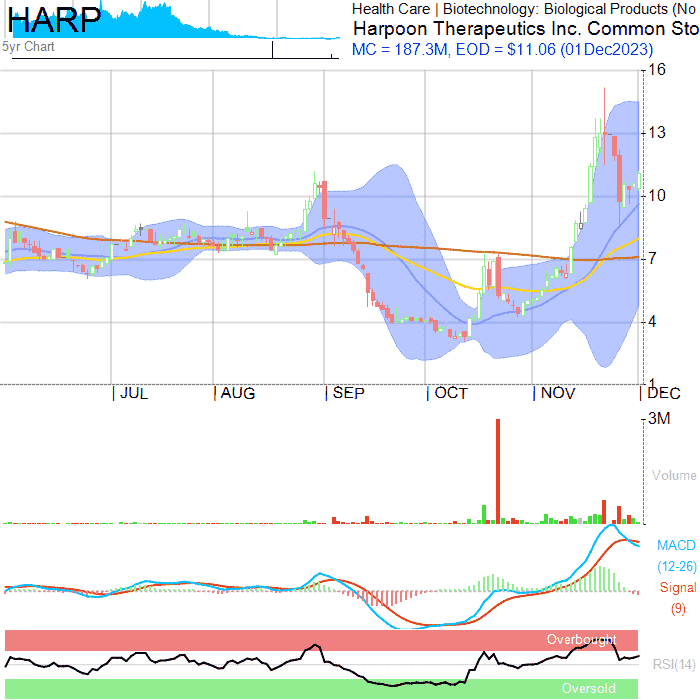 HARP
5yr Chart
Health Care | Biotechnology: Biological Products (No
Harpoon Therapeutics Inc. Common Sto
MC = 187.3M, EOD = $11.06 (01Dec2023)
16
13
10
7
4
1
JUL AUG SEP OCT NOV DEC
3M
Volume
MACD
(12-26)
Signal
(9)
Overbought
RSI(14)
Oversold